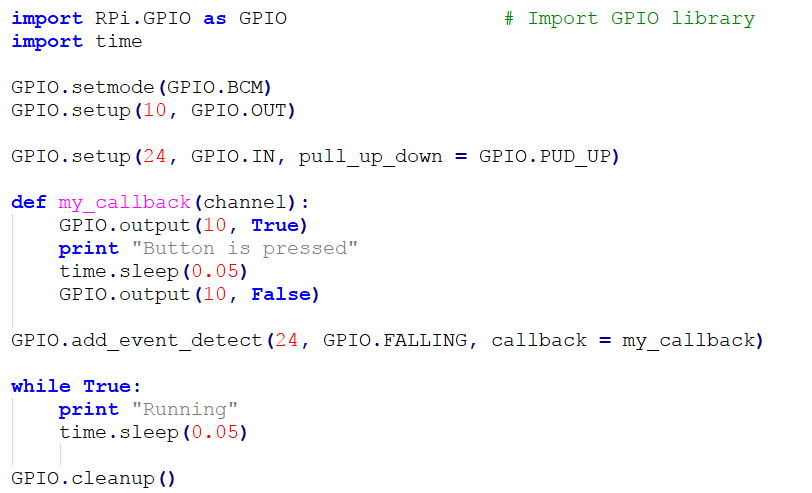 import RPi.GPIO as GPIO                  # Import GPIO library
import time

GPIO.setmode(GPIO.BCM)
GPIO.setup(10, GPIO.OUT)

GPIO.setup(24, GPIO.IN, pull_up_down = GPIO.PUD_UP)

def my_callback(channel):
    GPIO.output(10, True)
    print "Button is pressed"
    time.sleep(0.05)
    GPIO.output(10, False)

GPIO.add_event_detect(24, GPIO.FALLING, callback = my_callback)

while True:
    print "Running"
    time.sleep(0.05)

GPIO.cleanup()